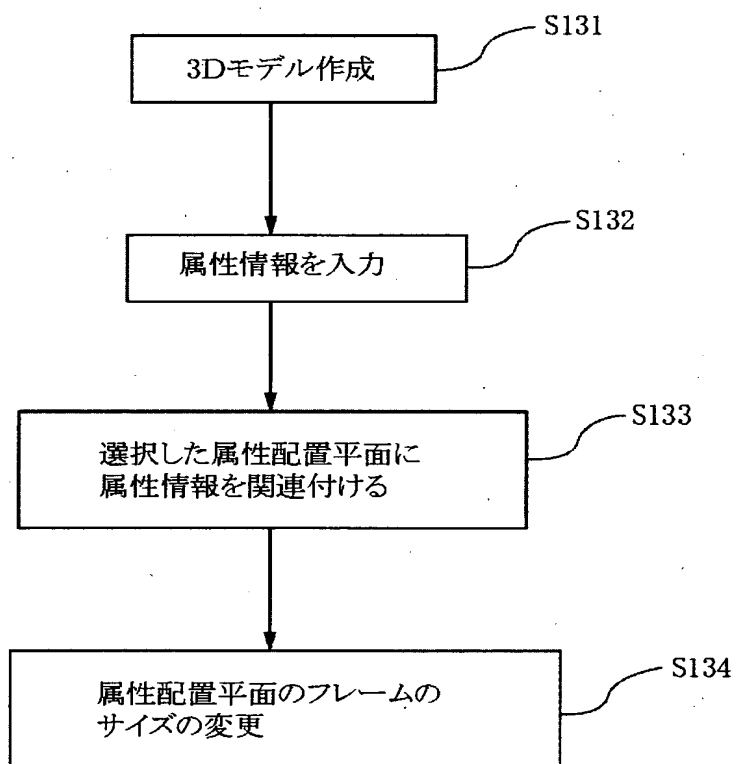 S131
3Dモデル作成
S132
属性情報を入力
S133
選択した属性配置平面に
属性情報を関連付ける
S134
属性配置平面のフレームの
サイズの変更